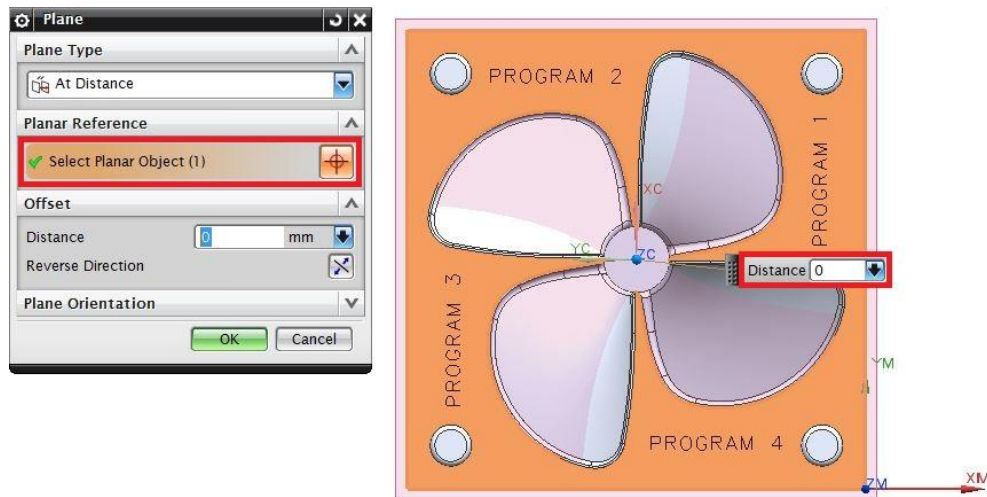 Plane
Plane Type
At Distance
Planar Reference
Select Planar Object (1)
Offset
Distance 0 mm
Reverse Direction
Plane Orientation
OK Cancel
PROGRAM 2
PROGRAM 1
XC
YC
ZC
Distance 0
PROGRAM 3
YM
PROGRAM 4
ZM
XM